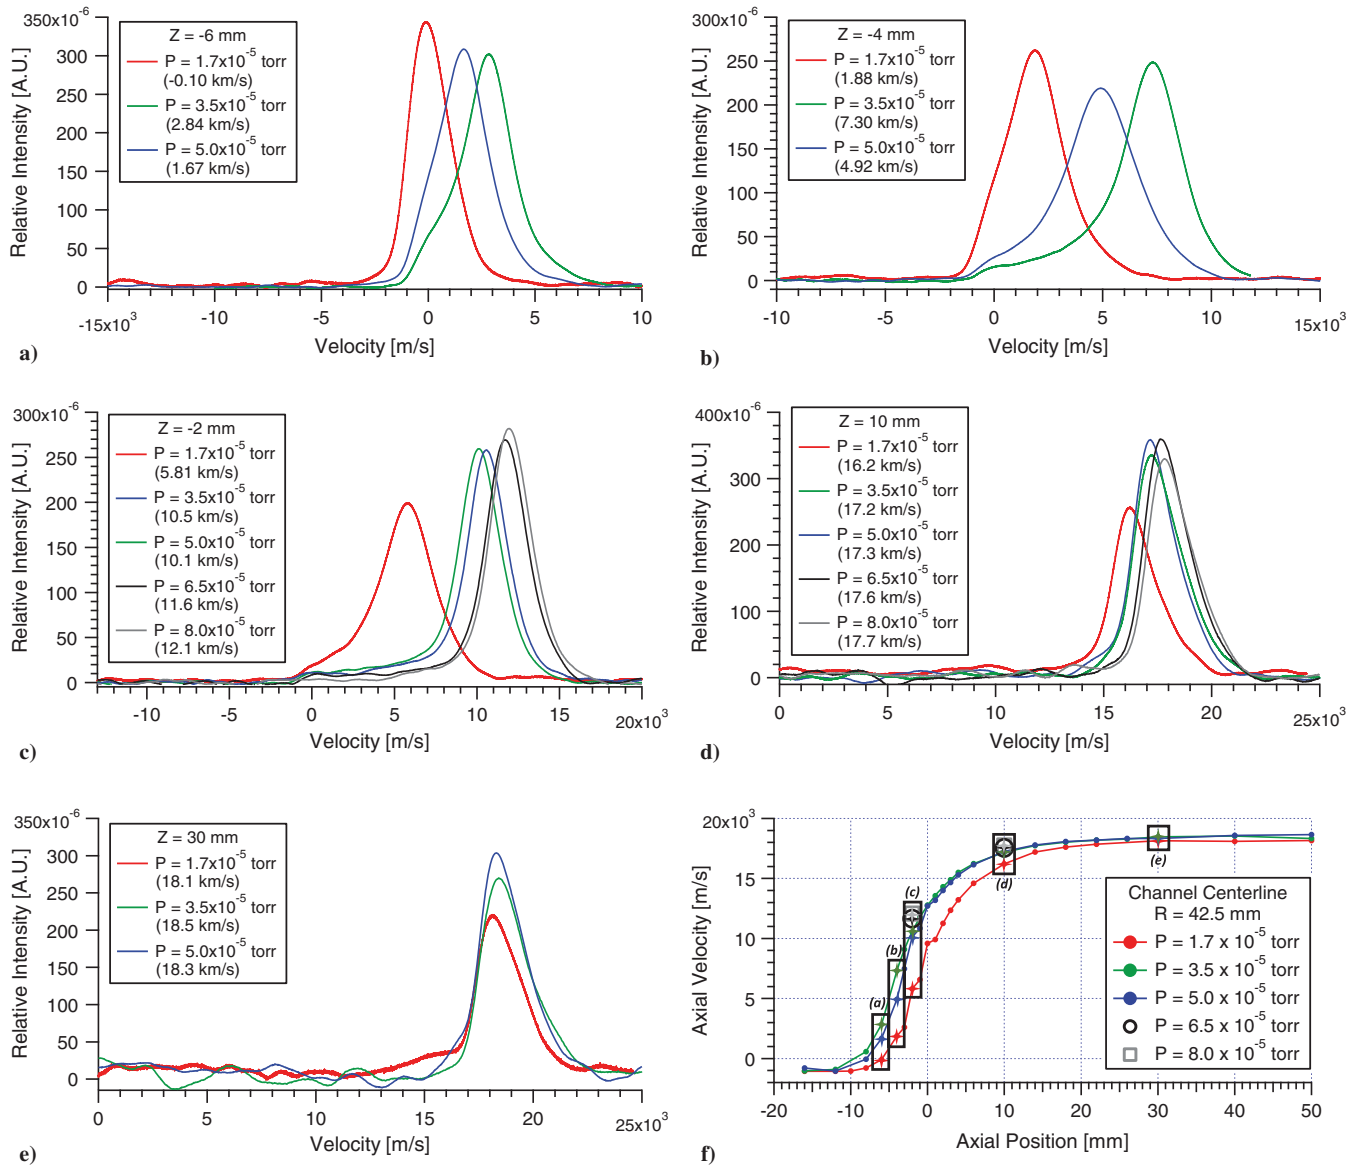 350x10-6
300
250
200
150
100
50
0
Relative Intensity [A.U.]
Z = -6 mm
P = 1.7x10-5 torr
(-0.10 km/s)
P = 3.5x10-5 torr
(2.84 km/s)
P = 5.0x10-5 torr
(1.67 km/s)
-15x103
-10
-5
0
5
10
Velocity [m/s]
a)
300x10-6
250
200
150
100
50
0
Relative Intensity [A.U.]
Z = -4 mm
P = 1.7x10-5 torr
(1.88 km/s)
P = 3.5x10-5 torr
(7.30 km/s)
P = 5.0x10-5 torr
(4.92 km/s)
-10
-5
0
5
10
15x103
Velocity [m/s]
b)
300x10-6
250
200
150
100
50
0
Relative Intensity [A.U.]
Z = -2 mm
P = 1.7x10-5 torr
(5.81 km/s)
P = 3.5x10-5 torr
(10.5 km/s)
P = 5.0x10-5 torr
(10.1 km/s)
P = 6.5x10-5 torr
(11.6 km/s)
P = 8.0x10-5 torr
(12.1 km/s)
-10
-5
0
5
10
15
20x103
Velocity [m/s]
c)
400x10-6
300
200
100
0
Relative Intensity [A.U.]
Z = 10 mm
P = 1.7x10-5 torr
(16.2 km/s)
P = 3.5x10-5 torr
(17.2 km/s)
P = 5.0x10-5 torr
(17.3 km/s)
P = 6.5x10-5 torr
(17.6 km/s)
P = 8.0x10-5 torr
(17.7 km/s)
0
5
10
15
20
25x103
Velocity [m/s]
d)
350x10-6
300
250
200
150
100
50
0
Relative Intensity [A.U.]
Z = 30 mm
P = 1.7x10-5 torr
(18.1 km/s)
P = 3.5x10-5 torr
(18.5 km/s)
P = 5.0x10-5 torr
(18.3 km/s)
0
5
10
15
20
25x103
Velocity [m/s]
e)
20x103
15
10
5
0
Axial Velocity [m/s]
(a)
(b)
(c)
(d)
(e)
Channel Centerline
R = 42.5 mm
P = 1.7 x 10-5 torr
P = 3.5 x 10-5 torr
P = 5.0 x 10-5 torr
P = 6.5 x 10-5 torr
P = 8.0 x 10-5 torr
-20
-10
0
10
20
30
40
50
Axial Position [mm]
f)